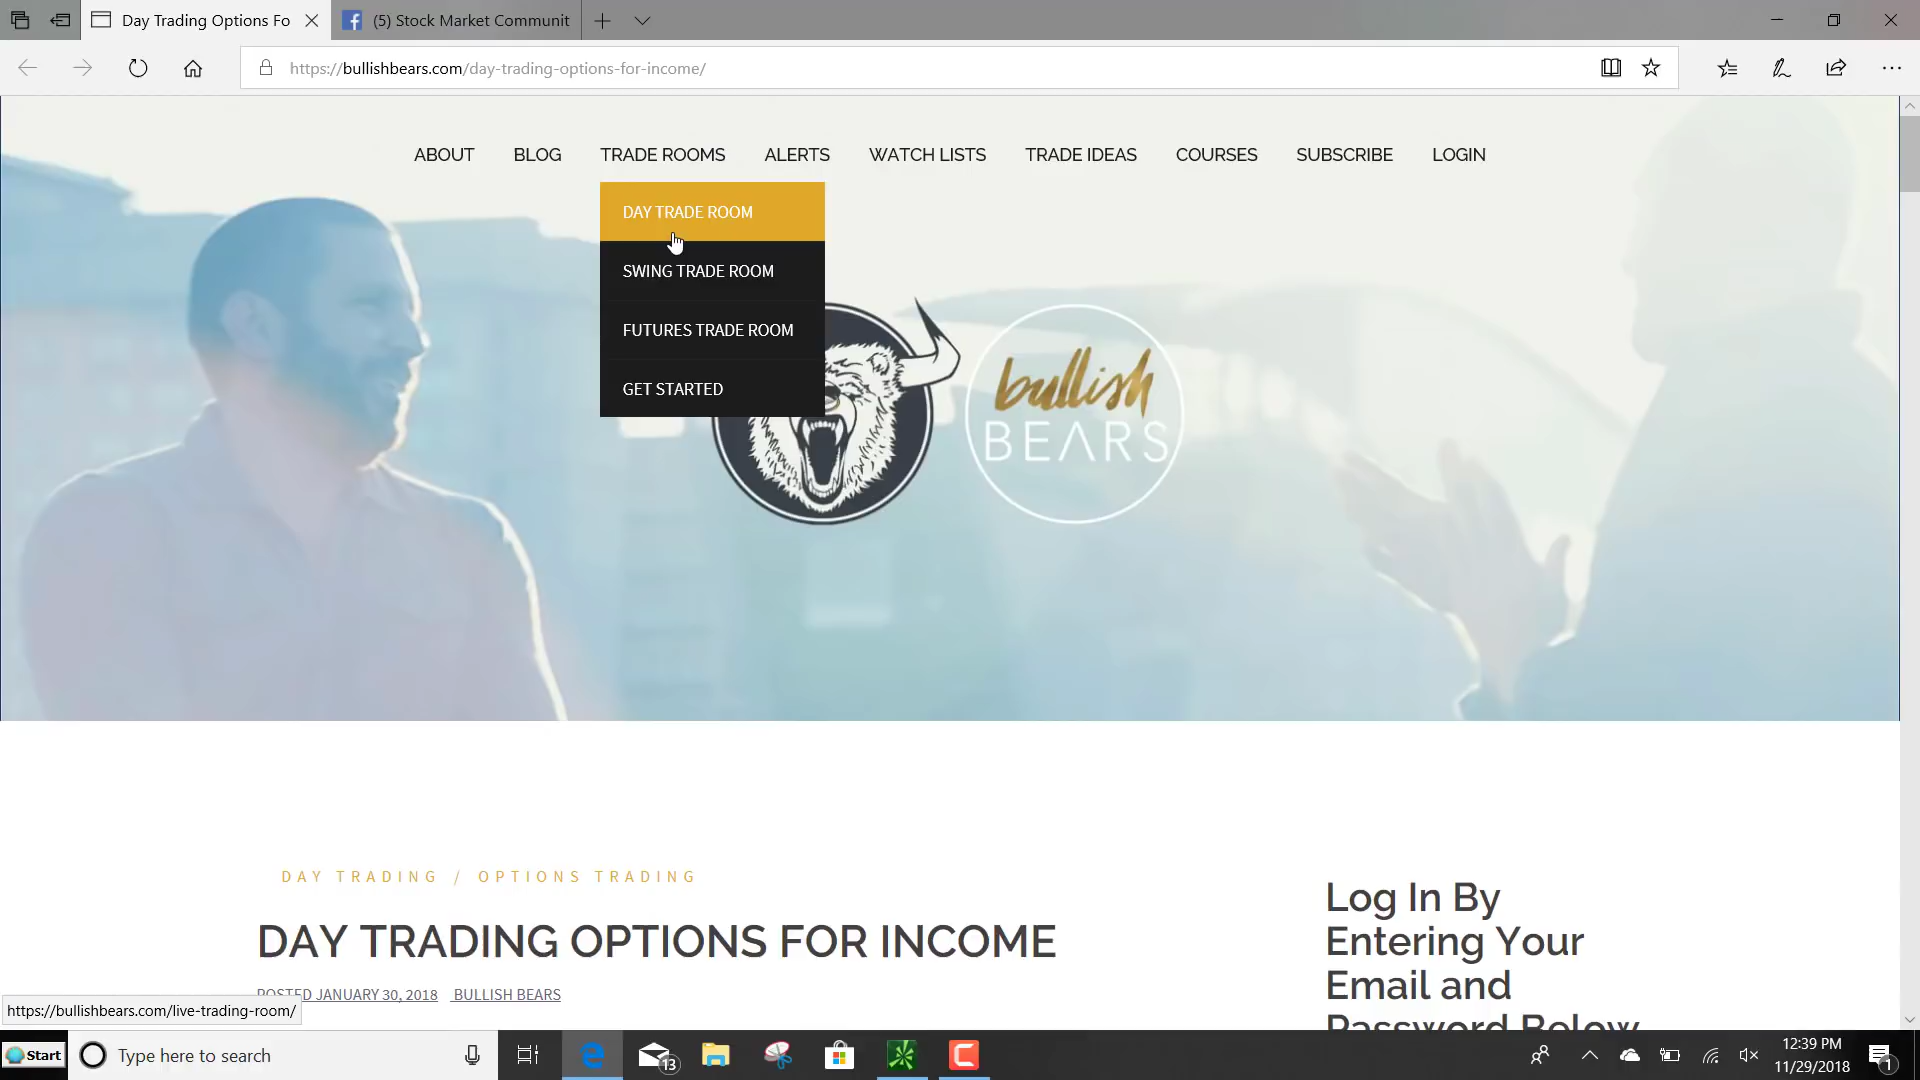 Day Trading Options Fo
(5) Stock Market Communit
https://bullishbears.com/day-trading-options-for-income/
ABOUT
BLOG
TRADE ROOMS
ALERTS
WATCH LISTS
TRADE IDEAS
COURSES
SUBSCRIBE
LOGIN
DAY TRADE ROOM
SWING TRADE ROOM
FUTURES TRADE ROOM
GET STARTED
bullish
BEARS
DAY TRADING / OPTIONS TRADING
DAY TRADING OPTIONS FOR INCOME
POSTED JANUARY 30, 2018 BULLISH BEARS
Log In By
Entering Your
Email and
Password Below
https://bullishbears.com/live-trading-room/
Start
Type here to search
13
12:39 PM
11/29/2018
1